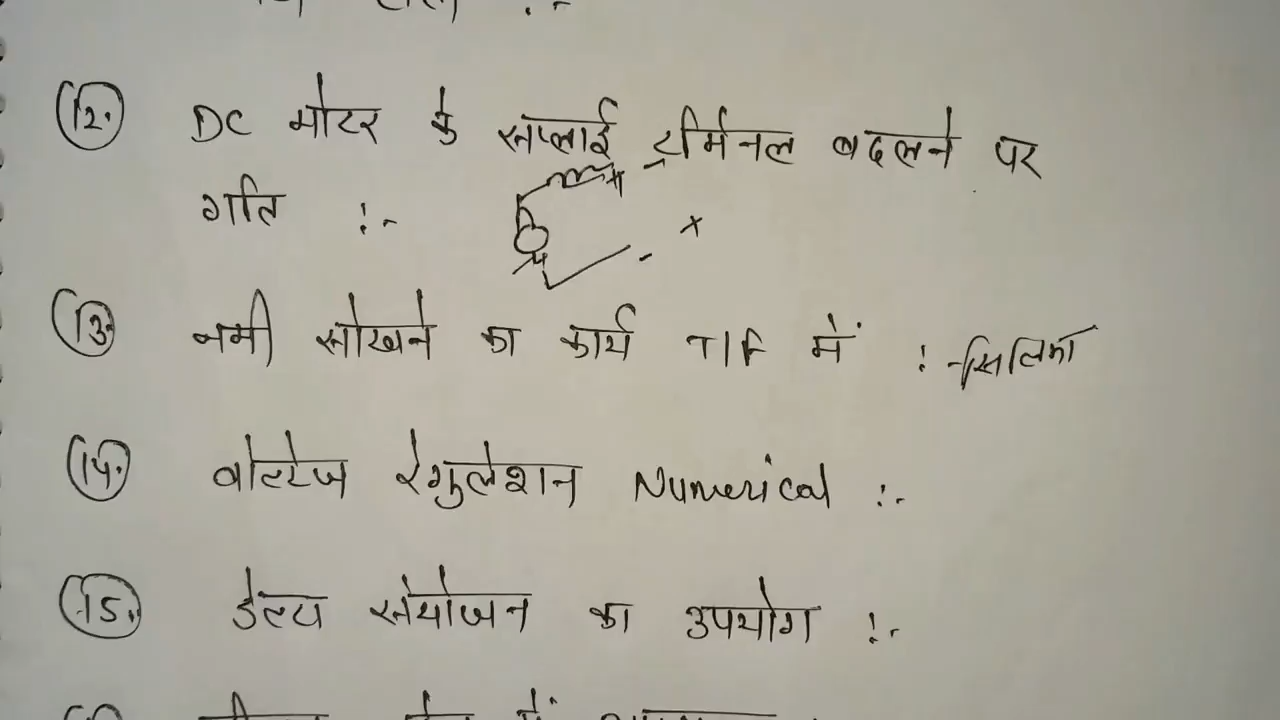 12. DC मोटर के सप्लाई टर्मिनल बदलने पर
गति :-
+
-
x
13. नमी सोखने का कार्य T/F में :- सिलिका
14. वोल्टेज रेगुलेशन Numerical :-
15. डेल्टा संयोजन का उपयोग :-